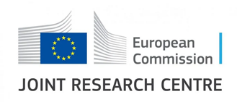 European
Commission
JOINT RESEARCH CENTRE